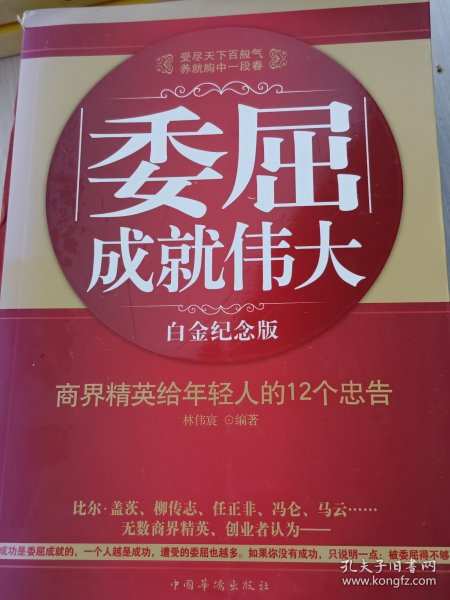 受尽天下百般气
养就胸中一段春
委屈
成就伟大
白金纪念版
商界精英给年轻人的12个忠告
林伟宸 ⊙编著
比尔·盖茨、柳传志、任正非、冯仑、马云……
无数商界精英、创业者认为——
成功是委屈成就的，一个人越是成功，遭受的委屈也越多。如果你没有成功，只说明一点：被委屈得不够
中国华侨出版社
孔夫子旧书网
www.kongfz.com